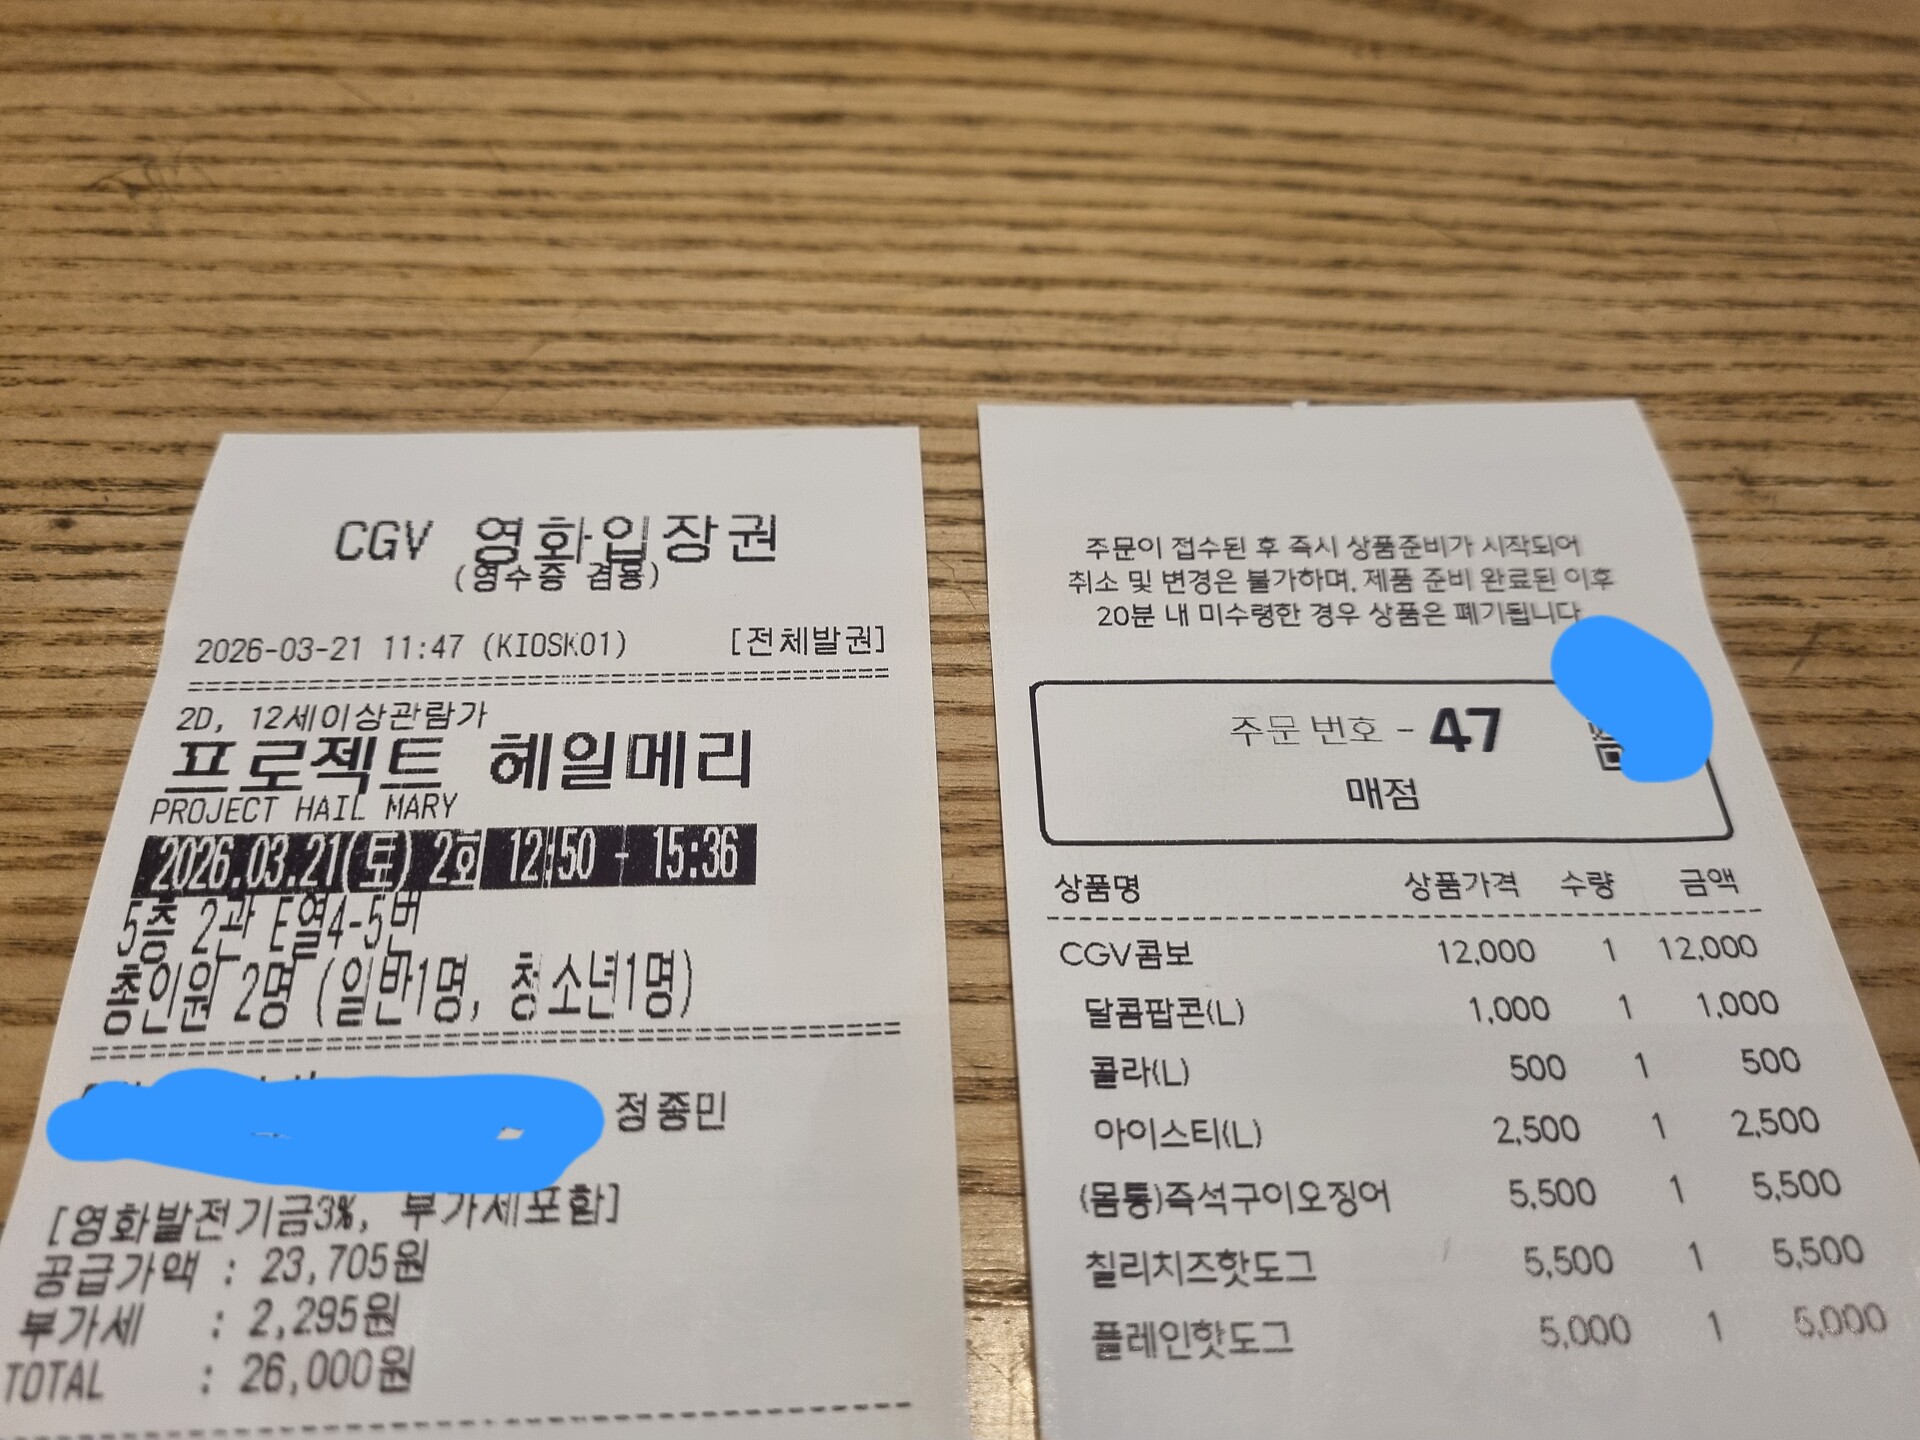 CGV 영화입장권
(영수증 겸용)
2026-03-21 11:47 (KIOSK01) [전체발권]
2D, 12세이상관람가
프로젝트 헤일메리
PROJECT HAIL MARY
2026.03.21(토) 2회 12:50 - 15:36
5층 2관 E열4-5번
총인원 2명 (일반1명, 청소년1명)
정종민
[영화발전기금3%, 부가세포함]
공급가액 : 23,705원
부가세 : 2,295원
TOTAL : 26,000원
주문이 접수된 후 즉시 상품준비가 시작되어
취소 및 변경은 불가하며, 제품 준비 완료된 이후
20분 내 미수령한 경우 상품은 폐기됩니다.
주문 번호 - 47
매점
상품명 상품가격 수량 금액
CGV콤보 12,000 1 12,000
달콤팝콘(L) 1,000 1 1,000
콜라(L) 500 1 500
아이스티(L) 2,500 1 2,500
(몸통)즉석구이오징어 5,500 1 5,500
칠리치즈핫도그 5,500 1 5,500
플레인핫도그 5,000 1 5,000